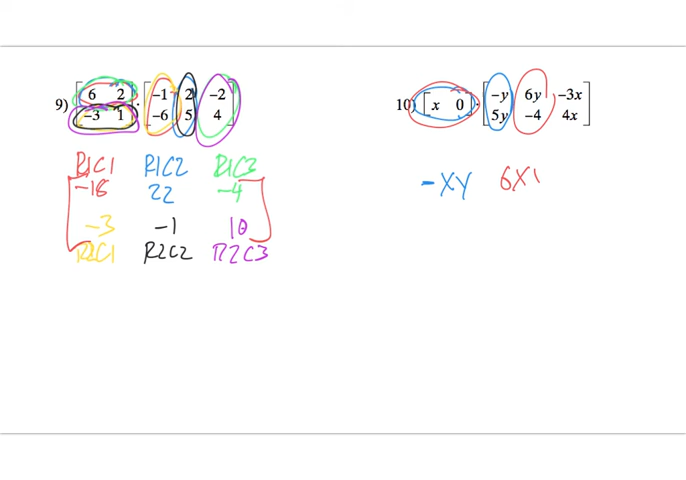 9) [6 2 -3 1] · [-1 2 -2 -6 5 4]
R1C1 R1C2 R1C3
-18 22 -4
-3 -1 10
R2C1 R2C2 R2C3
10) [x 0] · [-y 6y -3x 5y -4 4x]
-xy 6x